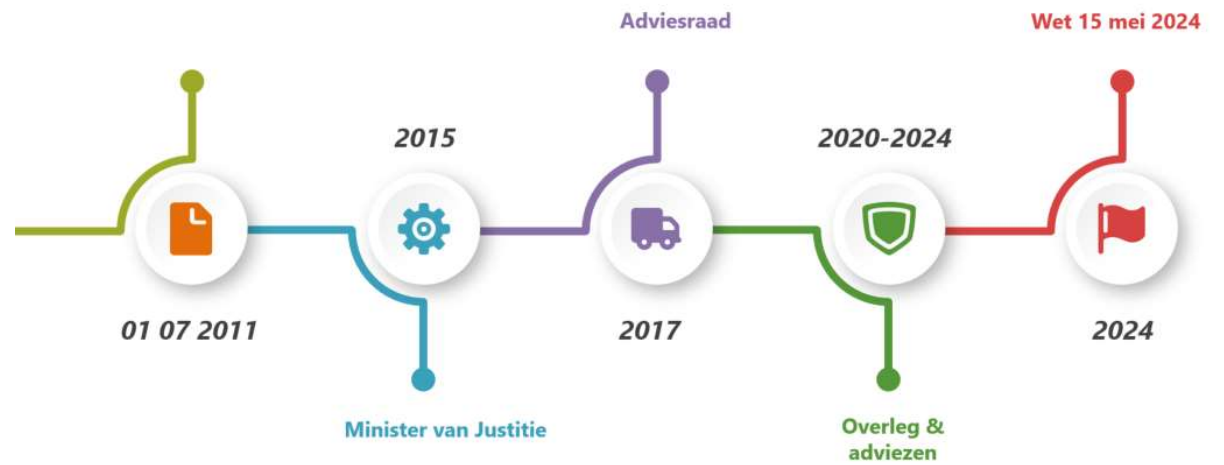 Adviesraad
Wet 15 mei 2024
2015
2020-2024
01 07 2011
2017
2024
Minister van Justitie
Overleg &
adviezen